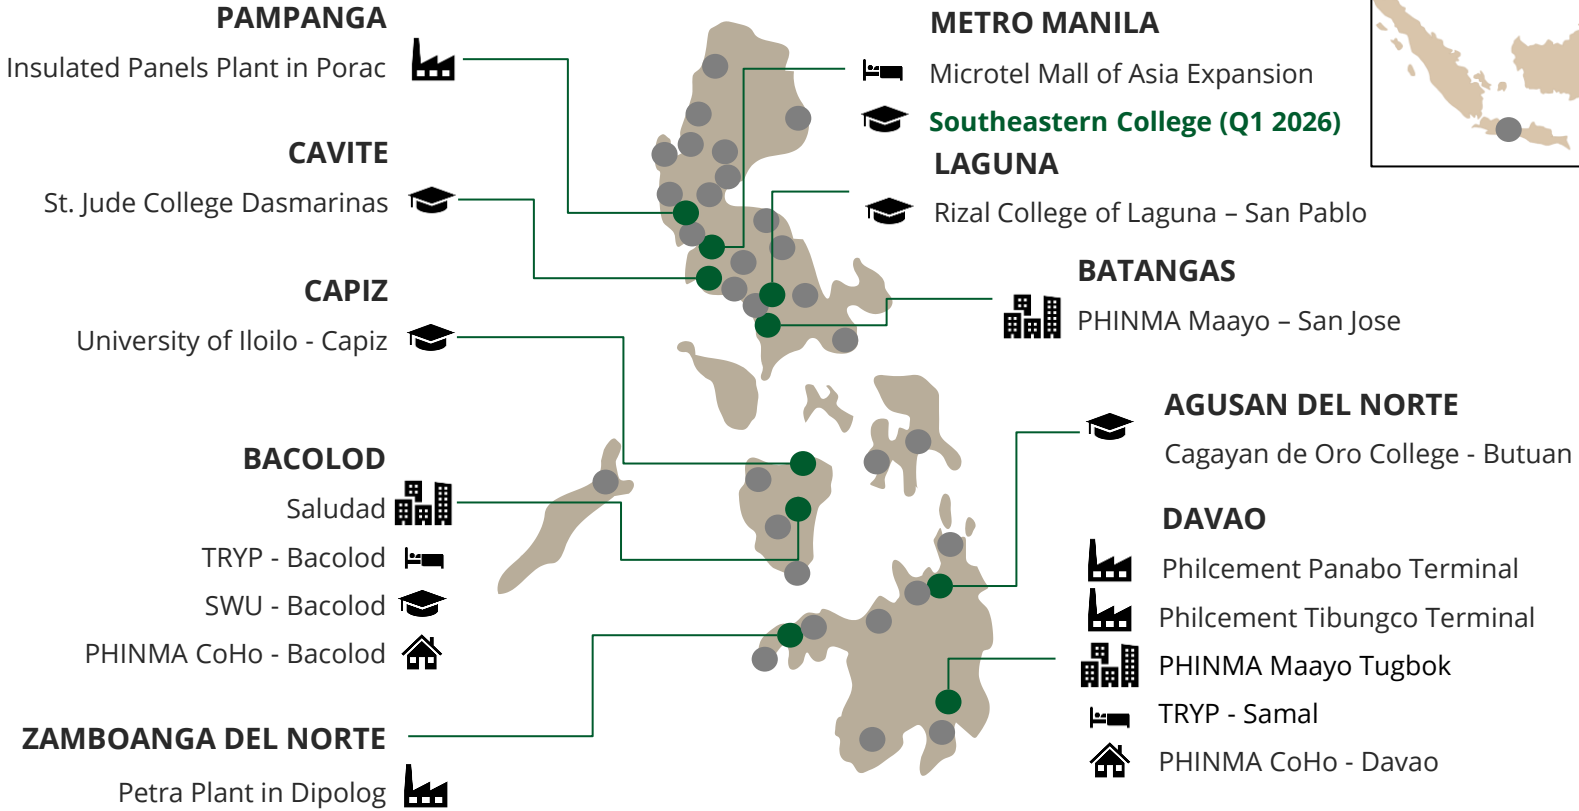 PAMPANGA
Insulated Panels Plant in Porac
CAVITE
St. Jude College Dasmarinas
CAPIZ
University of Iloilo - Capiz
BACOLOD
Saludad
TRYP - Bacolod
SWU - Bacolod
PHINMA CoHo - Bacolod
ZAMBOANGA DEL NORTE
Petra Plant in Dipolog
METRO MANILA
Microtel Mall of Asia Expansion
Southeastern College (Q1 2026)
LAGUNA
Rizal College of Laguna – San Pablo
BATANGAS
PHINMA Maayo – San Jose
AGUSAN DEL NORTE
Cagayan de Oro College - Butuan
DAVAO
Philcement Panabo Terminal
Philcement Tibungco Terminal
PHINMA Maayo Tugbok
TRYP - Samal
PHINMA CoHo - Davao